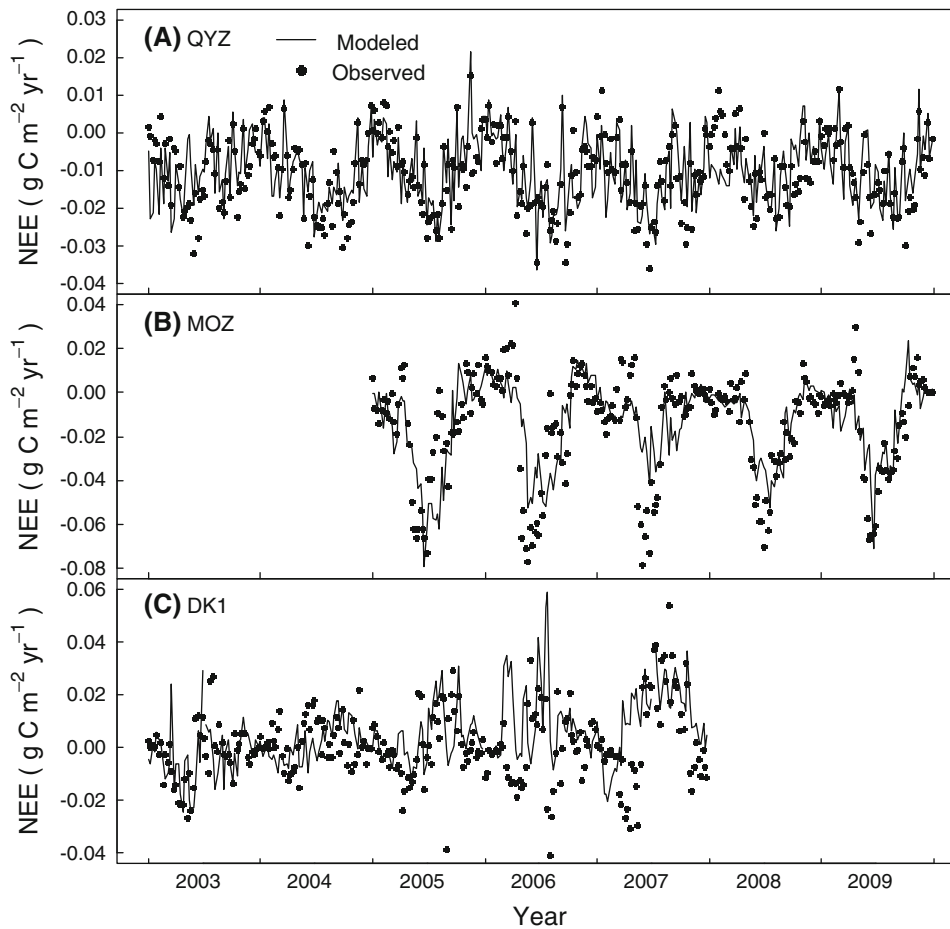 (A) QYZ
Modeled
Observed
NEE ( g C m−2 yr−1 )
0.03
0.02
0.01
0.00
-0.01
-0.02
-0.03
-0.04
(B) MOZ
NEE ( g C m−2 yr−1 )
0.04
0.02
0.00
-0.02
-0.04
-0.06
-0.08
(C) DK1
NEE ( g C m−2 yr−1 )
0.06
0.04
0.02
0.00
-0.02
-0.04
2003 2004 2005 2006 2007 2008 2009
Year